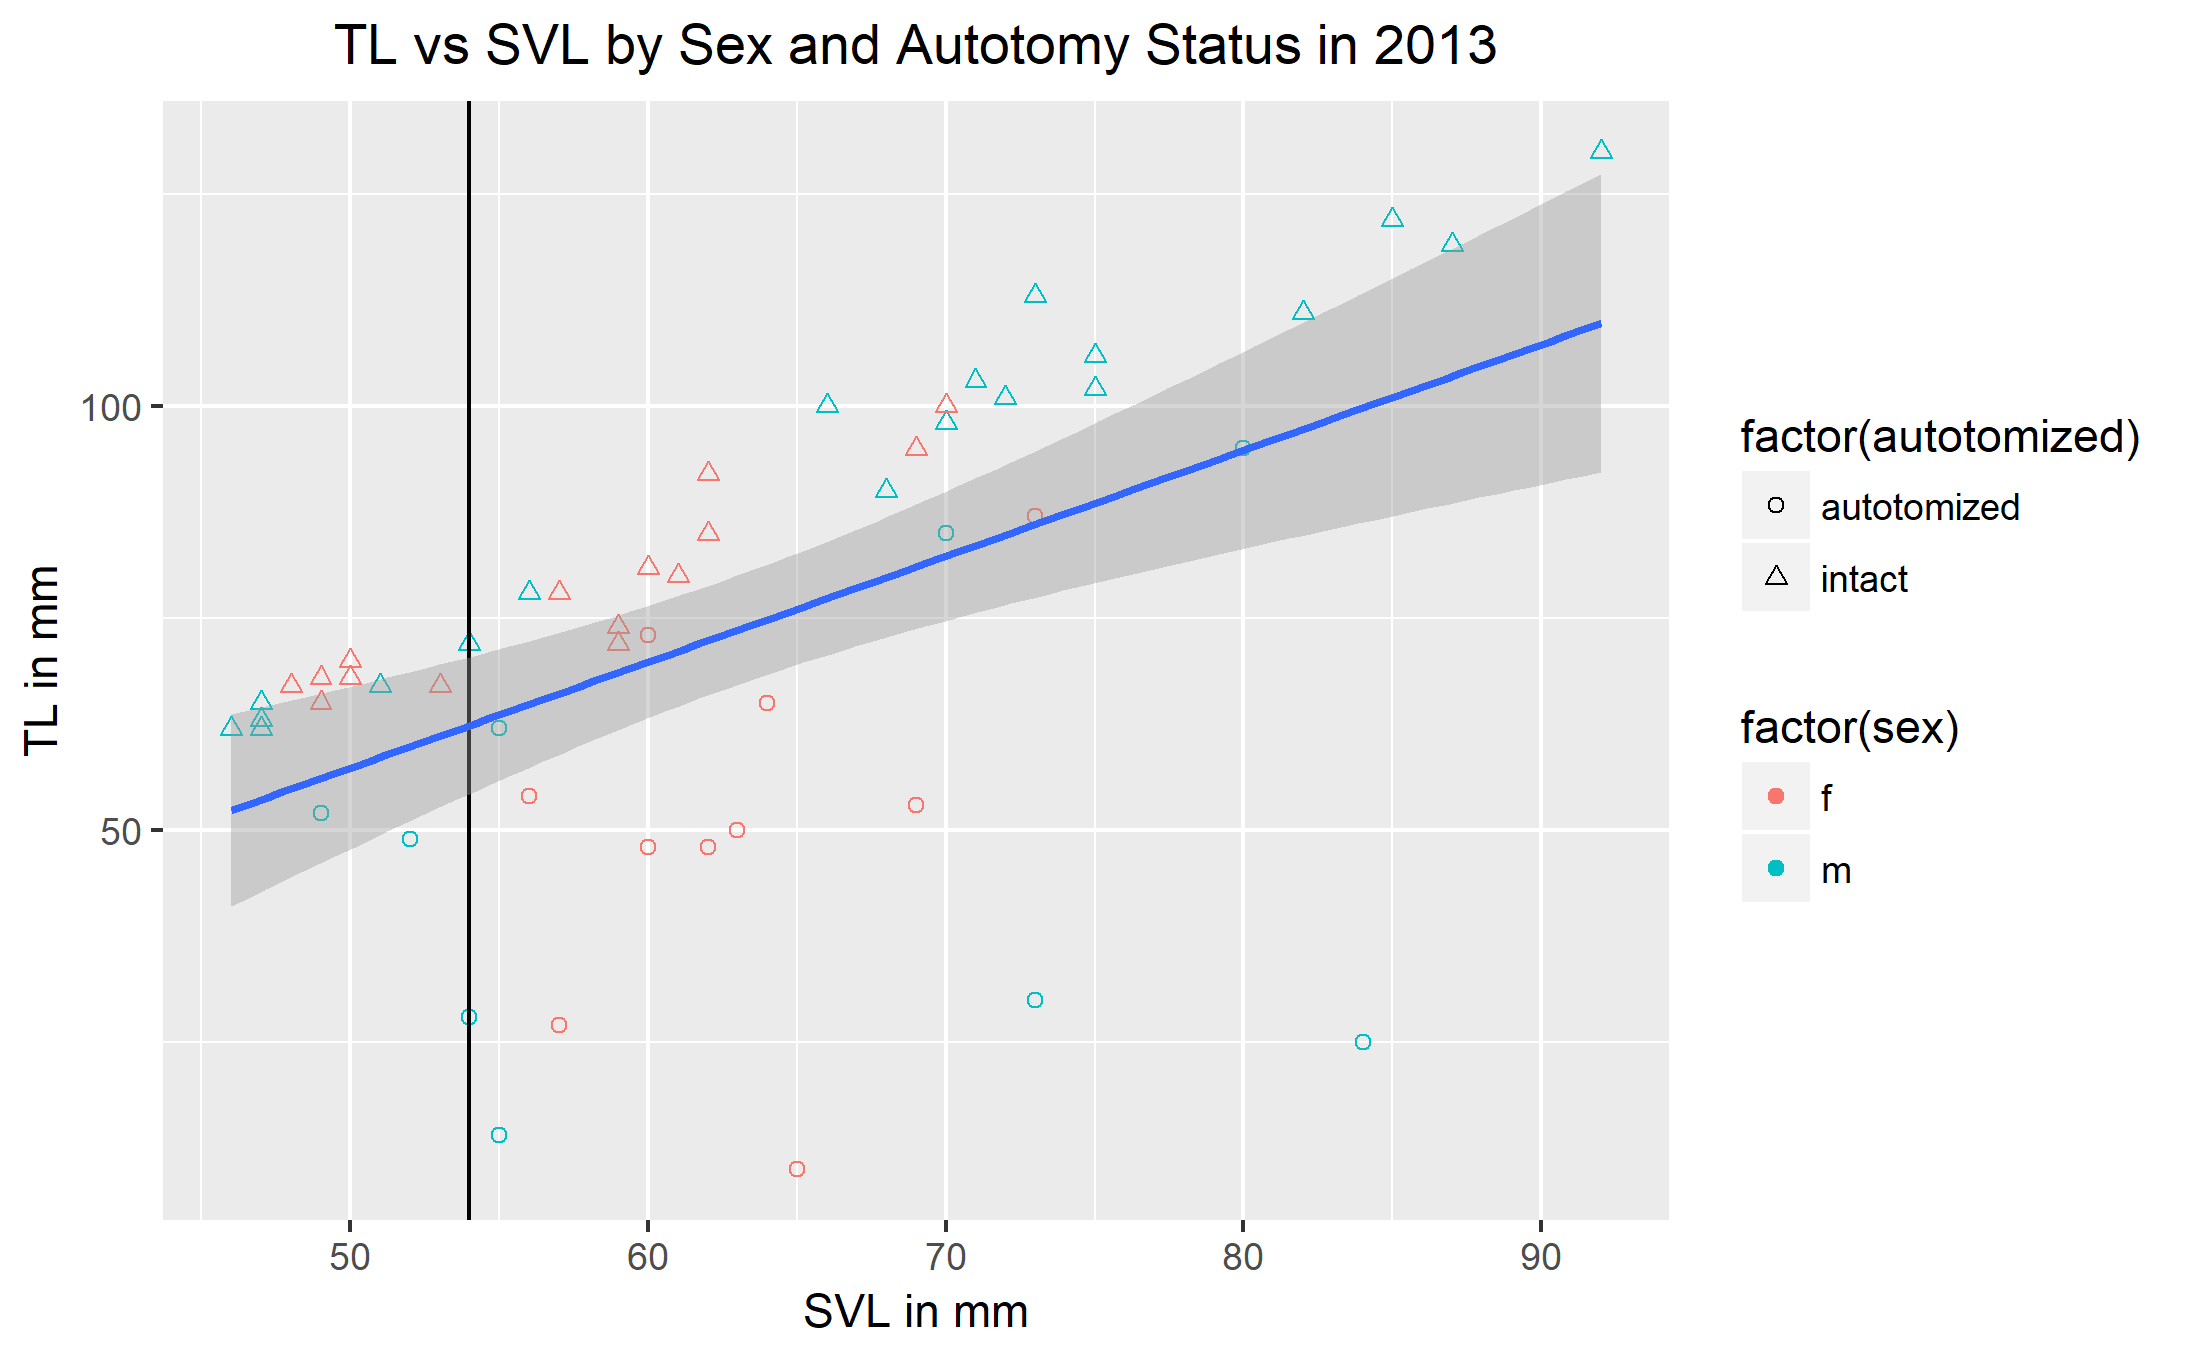 TL vs SVL by Sex and Autotomy Status in 2013
TL in mm
100
50
50 60 70 80 90
SVL in mm
factor(autotomized)
autotomized
intact
factor(sex)
f
m